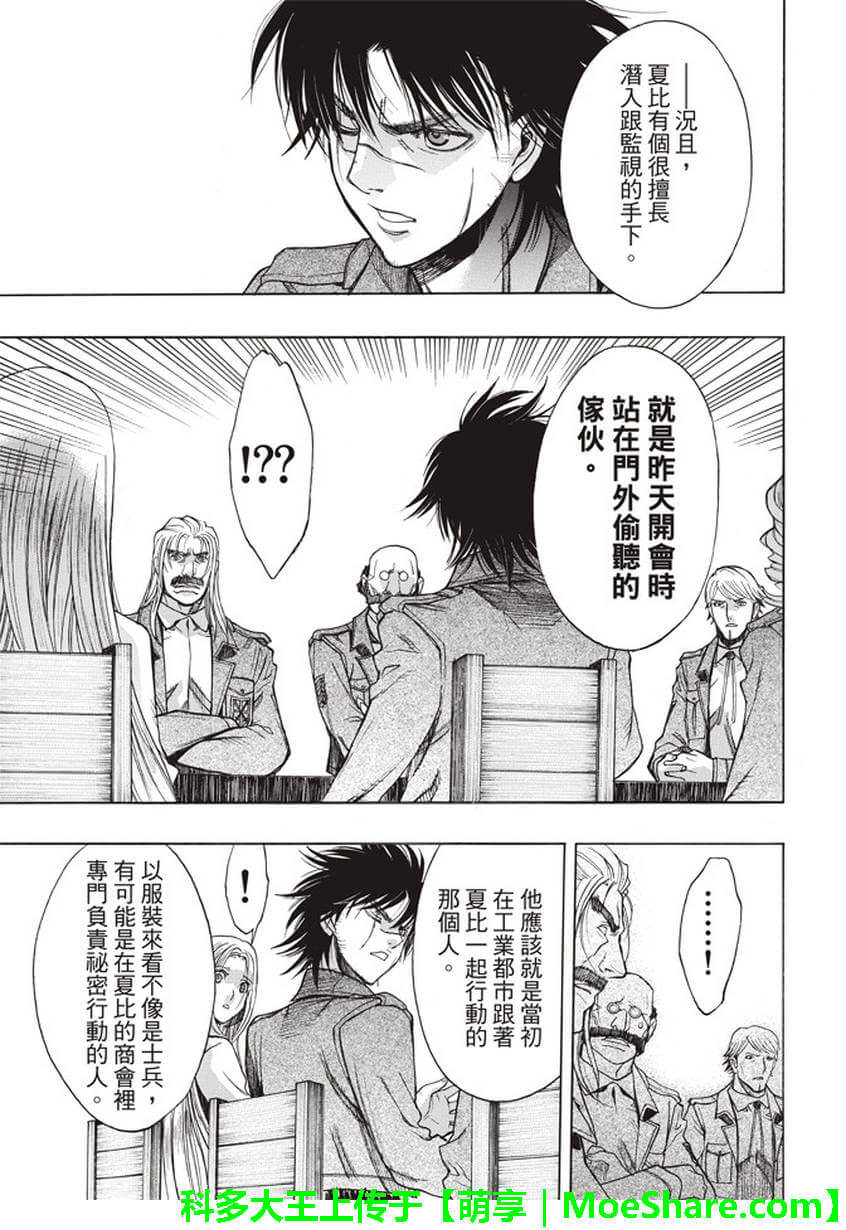 ——況且，
夏比有個很擅長
潛入跟監視的手下。
就是昨天開會時
站在門外偷聽的
傢伙。
!??
………！
他應該就是當初
在工業都市跟著
夏比一起行動的
那個人。
！
以服裝來看不像是士兵，
有可能是在夏比的商會裡
專門負責祕密行動的人。
科多大王上传于【萌享｜MoeShare.com】